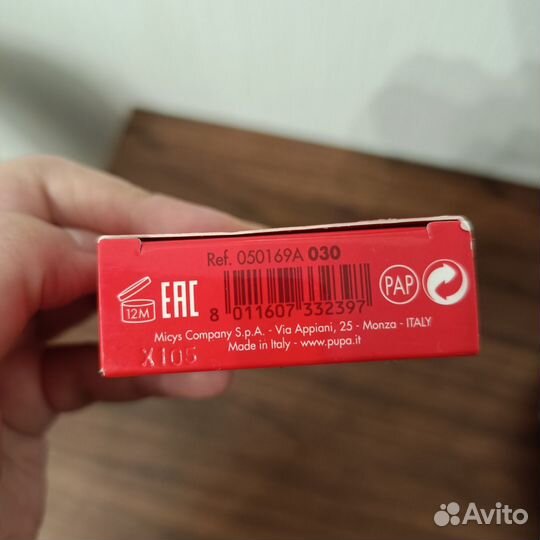 Ref. 050169A 030
12M
EAC
8 011607 332397
PAP
Micys Company S.p.A. - Via Appiani, 25 - Monza - ITALY
Made in Italy - www.pupa.it
X105
Avito